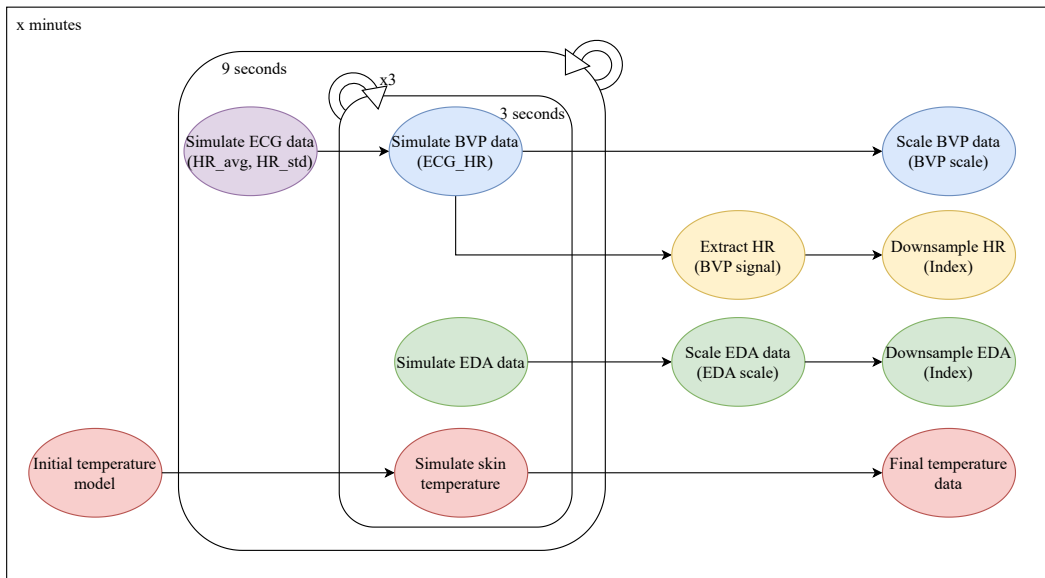 x minutes
9 seconds
x3
3 seconds
Simulate ECG data
(HR_avg, HR_std)
Simulate BVP data
(ECG_HR)
Scale BVP data
(BVP scale)
Extract HR
(BVP signal)
Downsample HR
(Index)
Simulate EDA data
Scale EDA data
(EDA scale)
Downsample EDA
(Index)
Initial temperature
model
Simulate skin
temperature
Final temperature
data